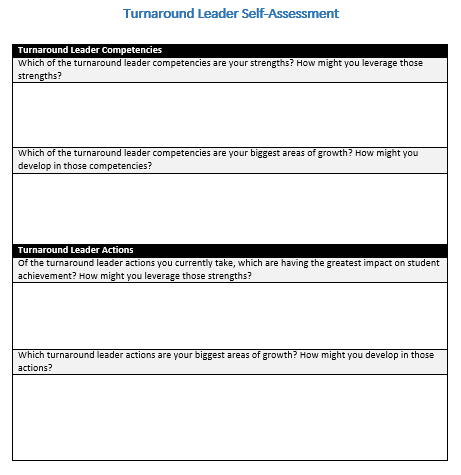 Turnaround Leader Self-Assessment
Turnaround Leader Competencies
Which of the turnaround leader competencies are your strengths? How might you leverage those
strengths?
Which of the turnaround leader competencies are your biggest areas of growth? How might you
develop in those competencies?
Turnaround Leader Actions
Of the turnaround leader actions you currently take, which are having the greatest impact on student
achievement? How might you leverage those strengths?
Which turnaround leader actions are your biggest areas of growth? How might you develop in those
actions?